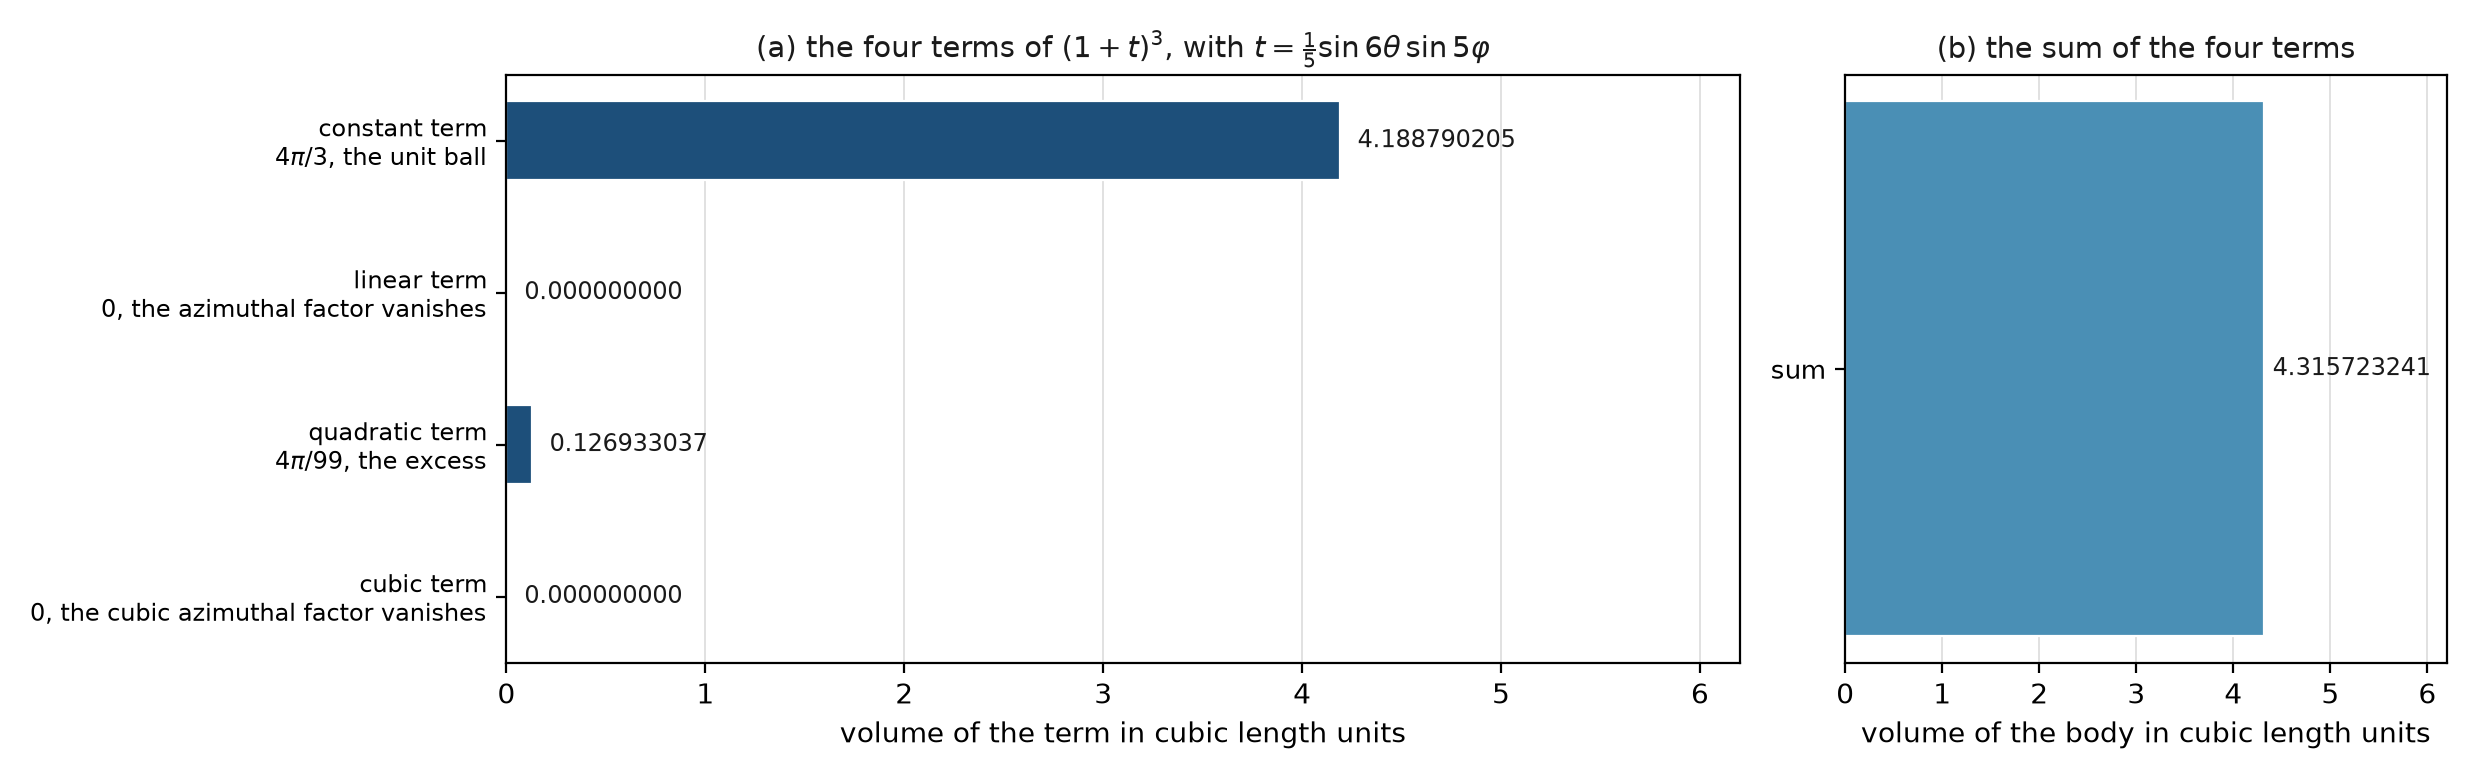 (a) the four terms of (1 + t)³, with t = 1/5 sin 6θ sin 5φ
constant term
4π/3, the unit ball
4.188790205
linear term
0, the azimuthal factor vanishes
0.000000000
quadratic term
4π/99, the excess
0.126933037
cubic term
0, the cubic azimuthal factor vanishes
0.000000000
0 1 2 3 4 5 6
volume of the term in cubic length units
(b) the sum of the four terms
sum
4.315723241
0 1 2 3 4 5 6
volume of the body in cubic length units